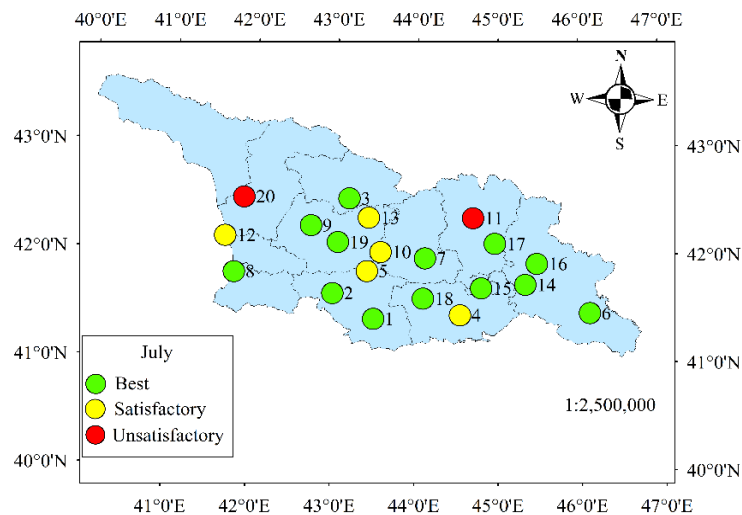 40°0'E 41°0'E 42°0'E 43°0'E 44°0'E 45°0'E 46°0'E 47°0'E
N
W E
S
43°0'N 43°0'N
20 3
13 11
12 9
19 10 17
42°0'N 42°0'N
8 5 7 16
2 18 15 14
1 4 6
July
Best
Satisfactory
Unsatisfactory
1:2,500,000
41°0'N 41°0'N
40°0'N 40°0'N
41°0'E 42°0'E 43°0'E 44°0'E 45°0'E 46°0'E 47°0'E